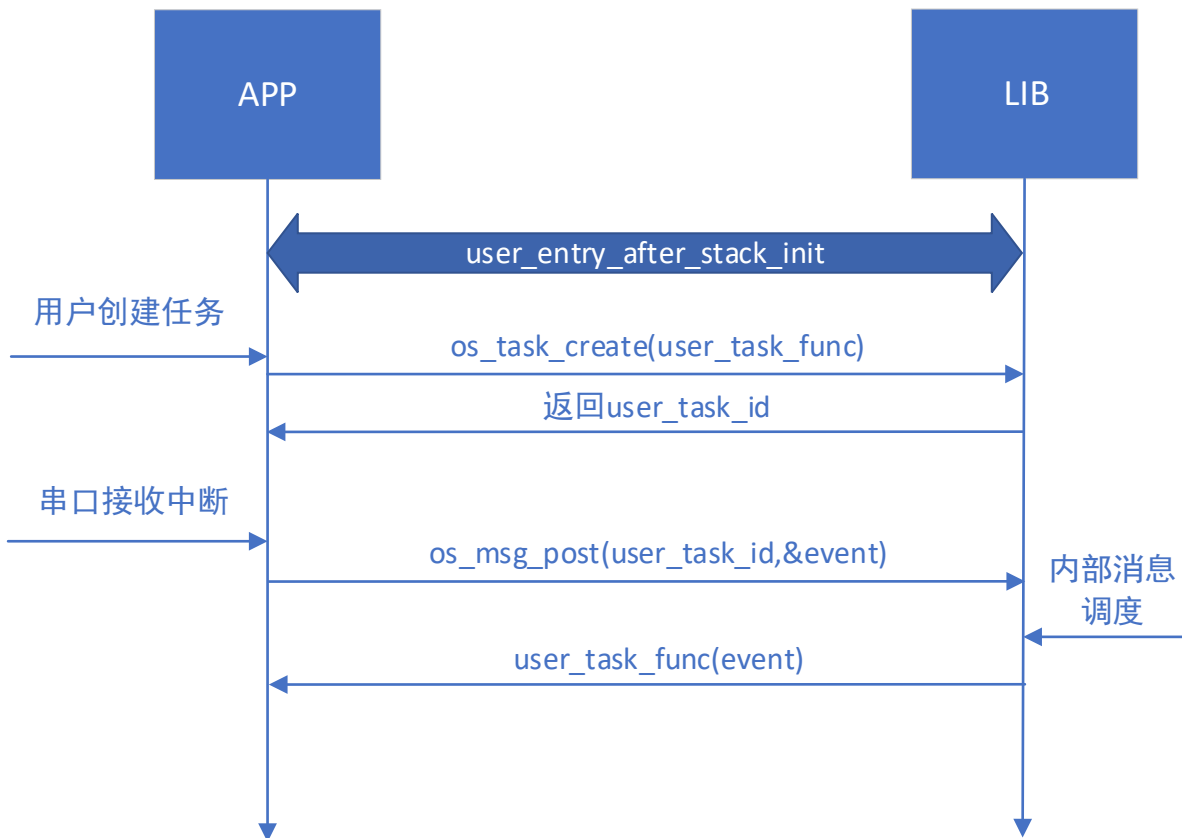 APP
LIB
user_entry_after_stack_init
用户创建任务
os_task_create(user_task_func)
返回user_task_id
串口接收中断
os_msg_post(user_task_id,&event)
内部消息
调度
user_task_func(event)